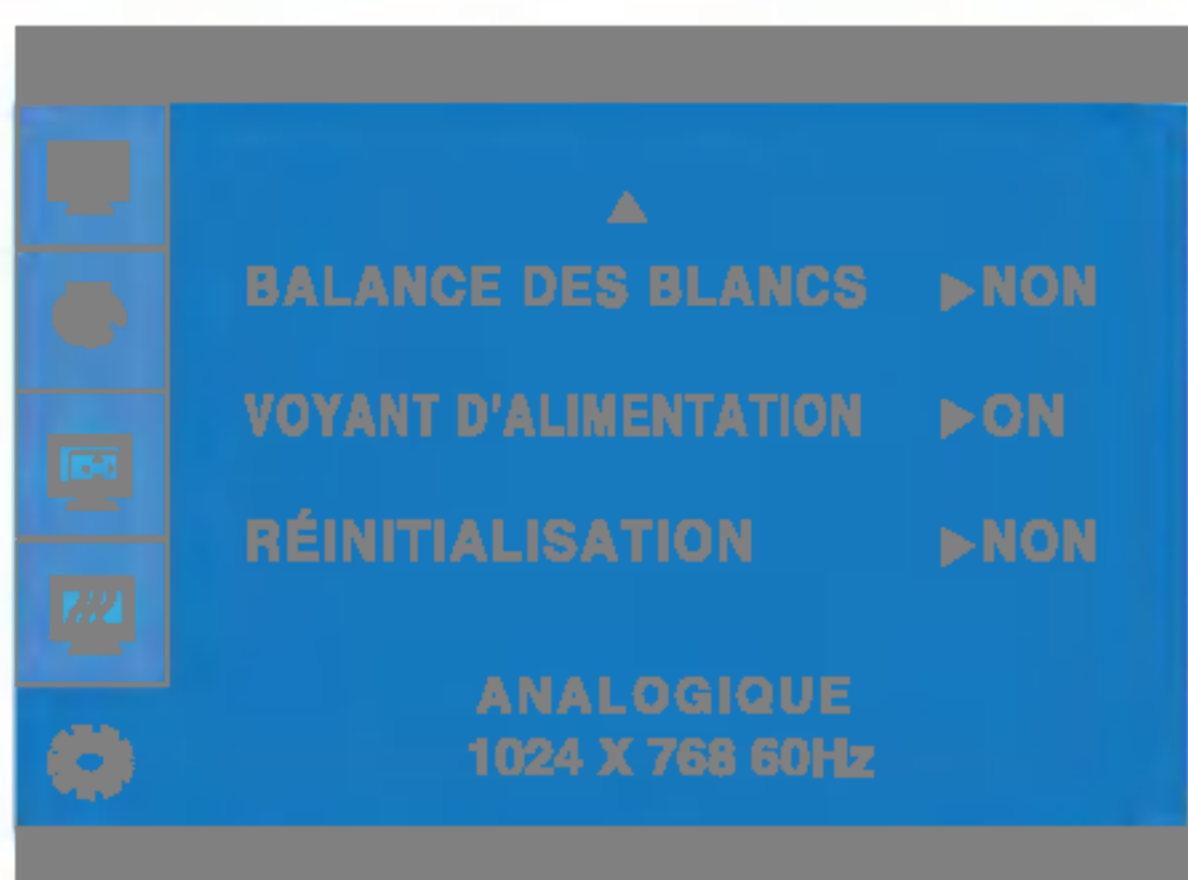 BALANCE DES BLANCS ▶NON
VOYANT D'ALIMENTATION ▶ON
RÉINITIALISATION ▶NON
ANALOGIQUE
1024 X 768 60Hz